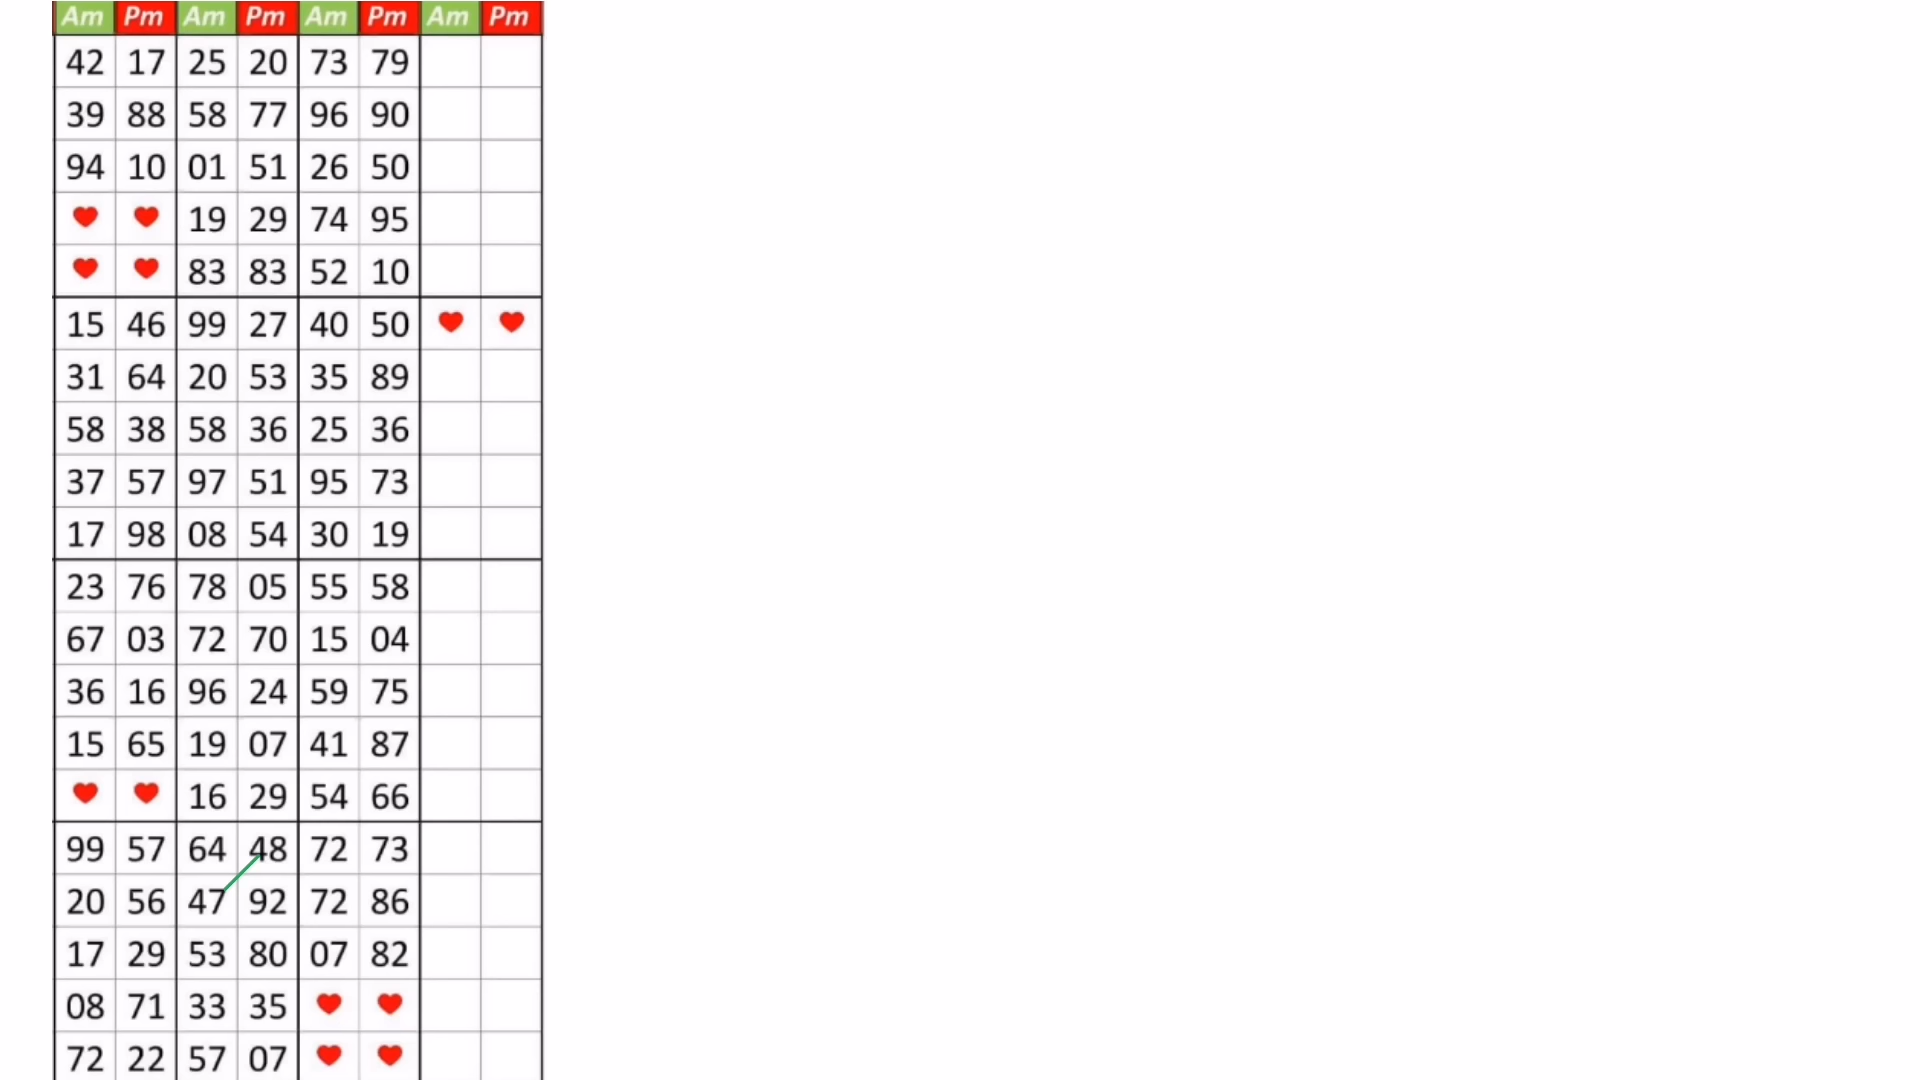 Am Pm Am Pm Am Pm Am Pm
42 17 25 20 73 79
39 88 58 77 96 90
94 10 01 51 26 50
19 29 74 95
83 83 52 10
15 46 99 27 40 50
31 64 20 53 35 89
58 38 58 36 25 36
37 57 97 51 95 73
17 98 08 54 30 19
23 76 78 05 55 58
67 03 72 70 15 04
36 16 96 24 59 75
15 65 19 07 41 87
16 29 54 66
99 57 64 48 72 73
20 56 47 92 72 86
17 29 53 80 07 82
08 71 33 35
72 22 57 07